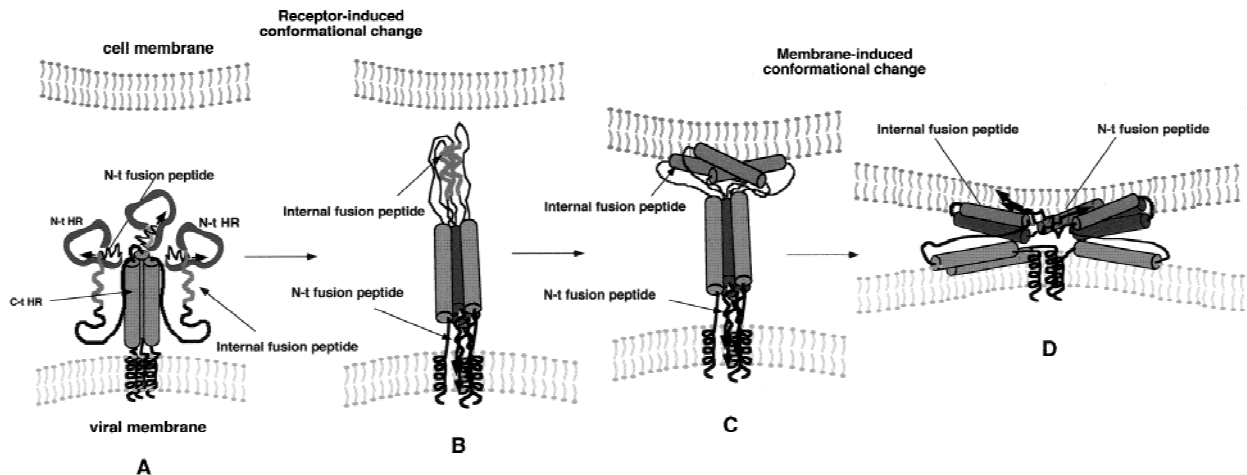 Receptor-induced
conformational change
cell membrane
Membrane-induced
conformational change
N-t fusion peptide
N-t HR
N-t HR
C-t HR
Internal fusion peptide
viral membrane
A
Internal fusion peptide
N-t fusion peptide
B
Internal fusion peptide
N-t fusion peptide
C
Internal fusion peptide
N-t fusion peptide
D